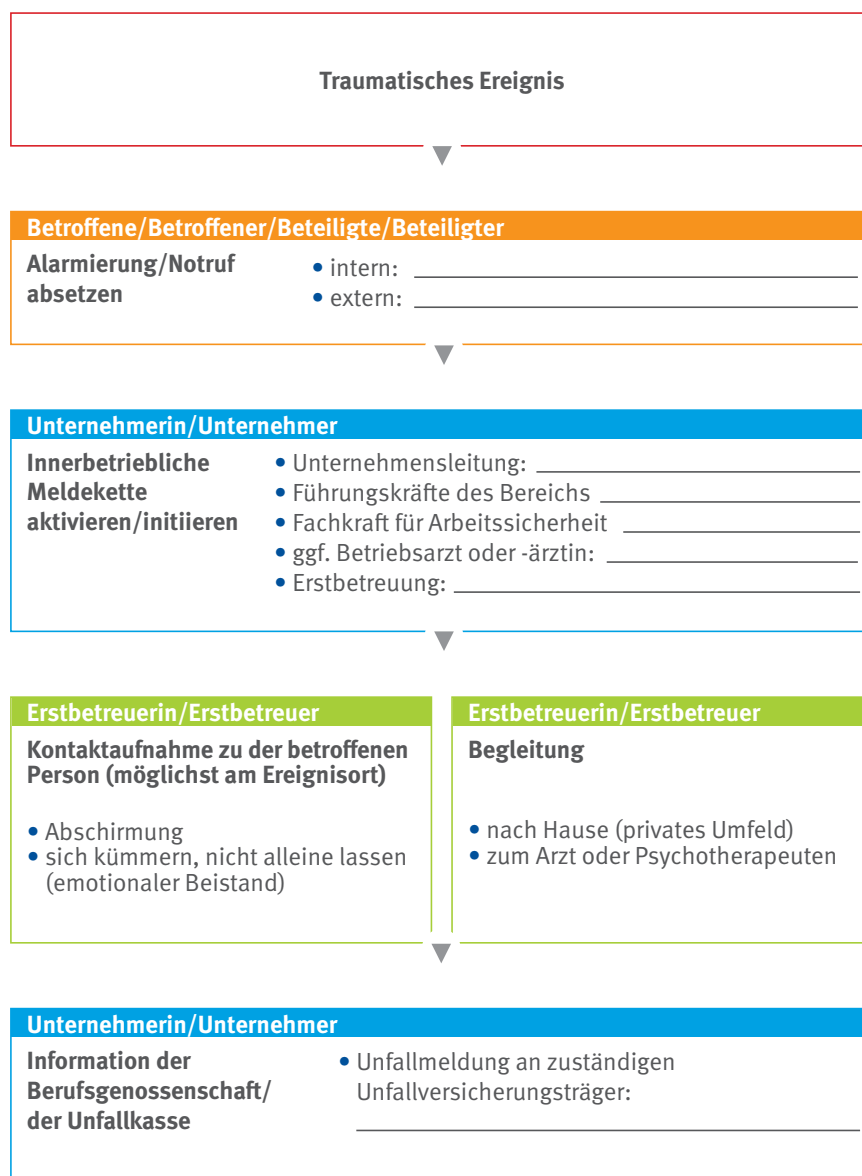 Traumatisches Ereignis
Betroffene/Betroffener/Beteiligte/Beteiligter
Alarmierung/Notruf
absetzen
• intern:
• extern:
Unternehmerin/Unternehmer
Innerbetriebliche
Meldekette
aktivieren/initiieren
• Unternehmensleitung:
• Führungskräfte des Bereichs
• Fachkraft für Arbeitssicherheit
• ggf. Betriebsarzt oder -ärztin:
• Erstbetreuung:
Erstbetreuerin/Erstbetreuer
Kontaktaufnahme zu der betroffenen
Person (möglichst am Ereignisort)
• Abschirmung
• sich kümmern, nicht alleine lassen
(emotionaler Beistand)
Erstbetreuerin/Erstbetreuer
Begleitung
• nach Hause (privates Umfeld)
• zum Arzt oder Psychotherapeuten
Unternehmerin/Unternehmer
Information der
Berufsgenossenschaft/
der Unfallkasse
• Unfallmeldung an zuständigen
Unfallversicherungsträger: